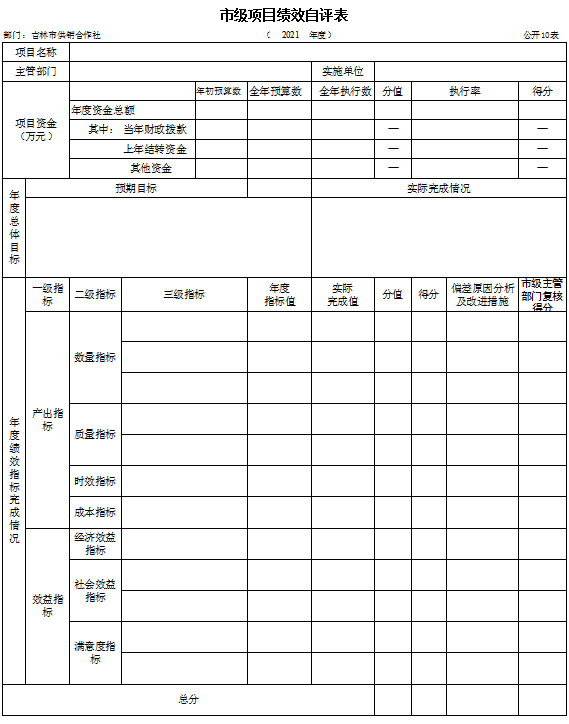 市级项目绩效自评表
部门：吉林市供销合作社 （ 2021 年度） 公开10表
项目名称
主管部门 实施单位
项目资金
（万元）
年初预算数 全年预算数 全年执行数 分值 执行率 得分
年度资金总额
其中： 当年财政拨款 — —
上年结转资金 — —
其他资金 — —
年度总体目标
预期目标 实际完成情况
年度绩效指标完成情况
一级指标 二级指标 三级指标 年度指标值 实际完成值 分值 得分 偏差原因分析及改进措施 市级主管部门复核得分
产出指标
数量指标
质量指标
时效指标
成本指标
效益指标
经济效益指标
社会效益指标
满意度指标
总分